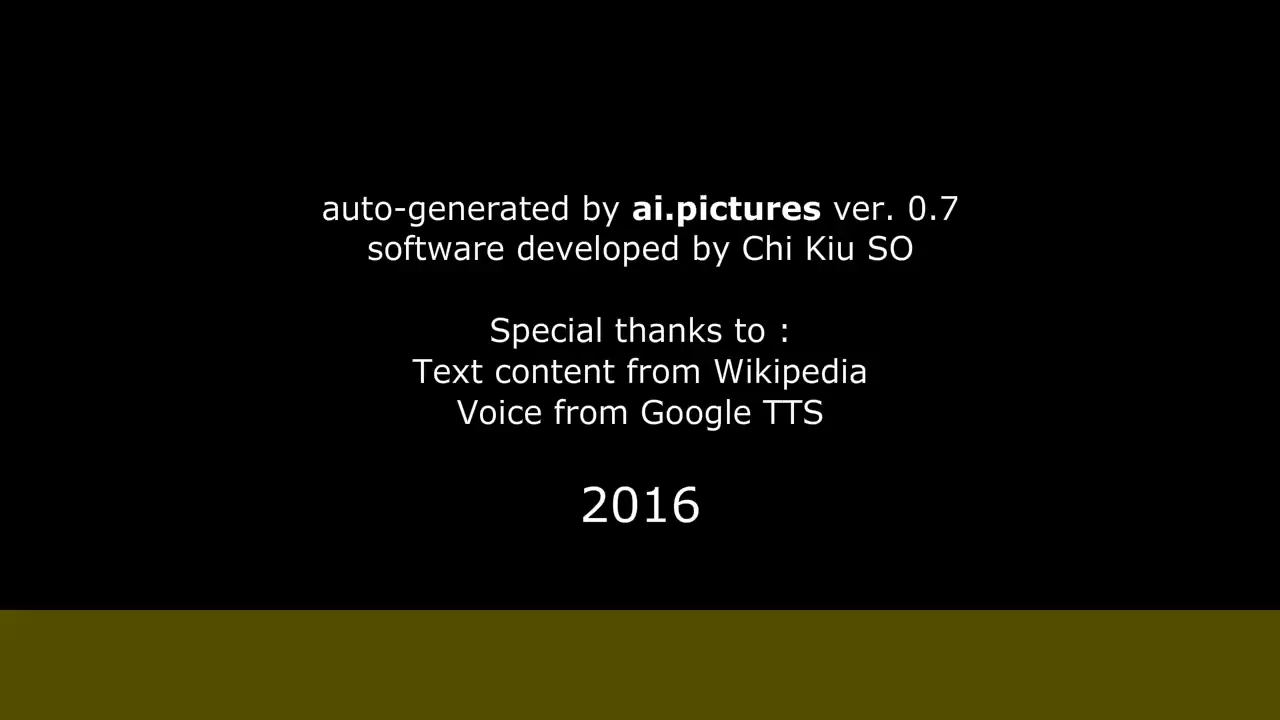 auto-generated by ai.pictures ver. 0.7
software developed by Chi Kiu SO
Special thanks to :
Text content from Wikipedia
Voice from Google TTS
2016